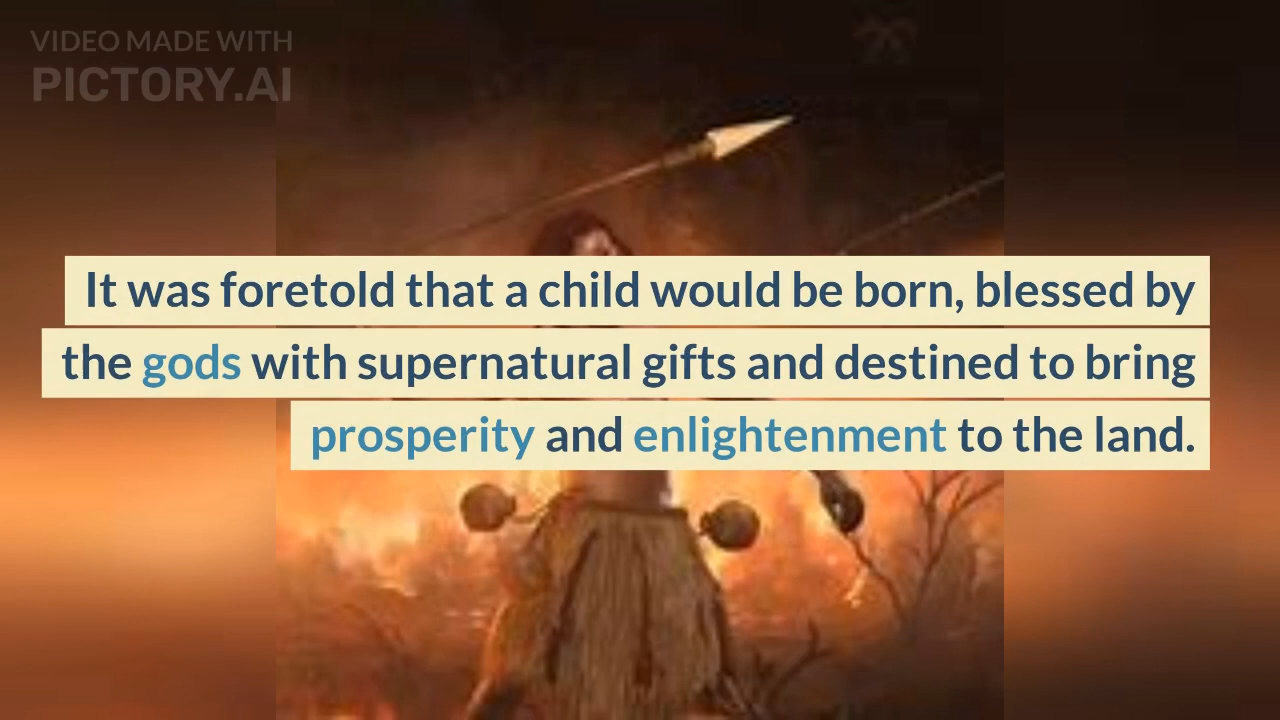 VIDEO MADE WITH
PICTORY.AI
It was foretold that a child would be born, blessed by
the gods with supernatural gifts and destined to bring
prosperity and enlightenment to the land.